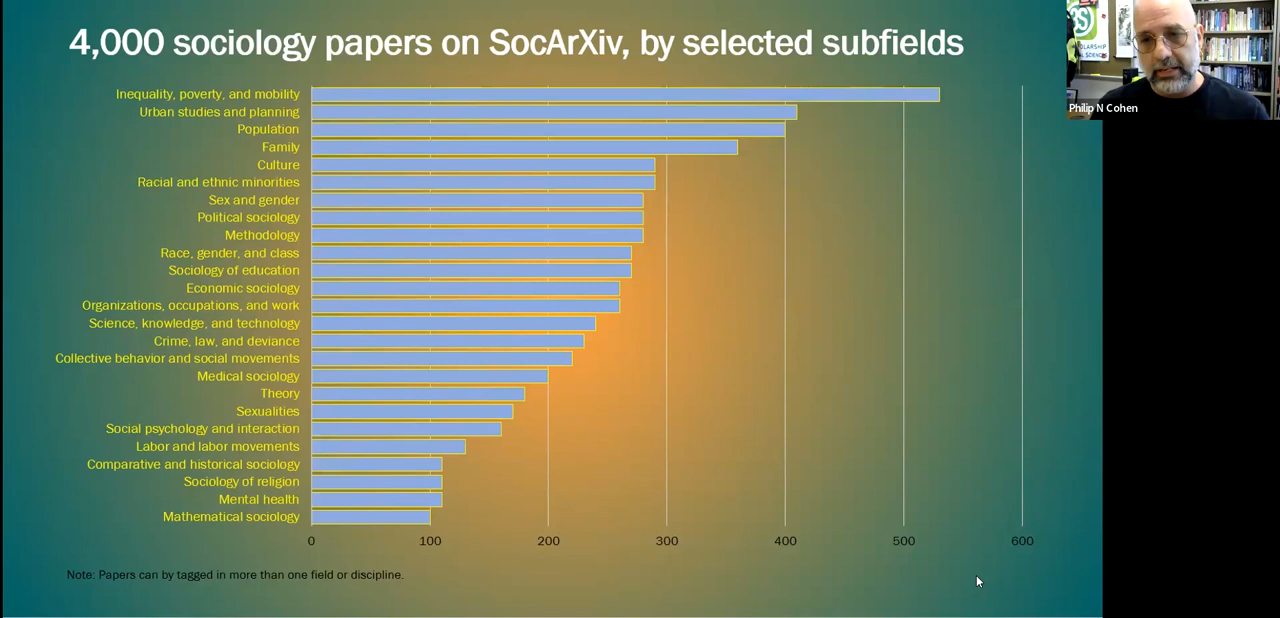 4,000 sociology papers on SocArXiv, by selected subfields
Inequality, poverty, and mobility
Urban studies and planning
Population
Family
Culture
Racial and ethnic minorities
Sex and gender
Political sociology
Methodology
Race, gender, and class
Sociology of education
Economic sociology
Organizations, occupations, and work
Science, knowledge, and technology
Crime, law, and deviance
Collective behavior and social movements
Medical sociology
Theory
Sexualities
Social psychology and interaction
Labor and labor movements
Comparative and historical sociology
Sociology of religion
Mental health
Mathematical sociology
0 100 200 300 400 500 600
Note: Papers can by tagged in more than one field or discipline.
Philip N Cohen